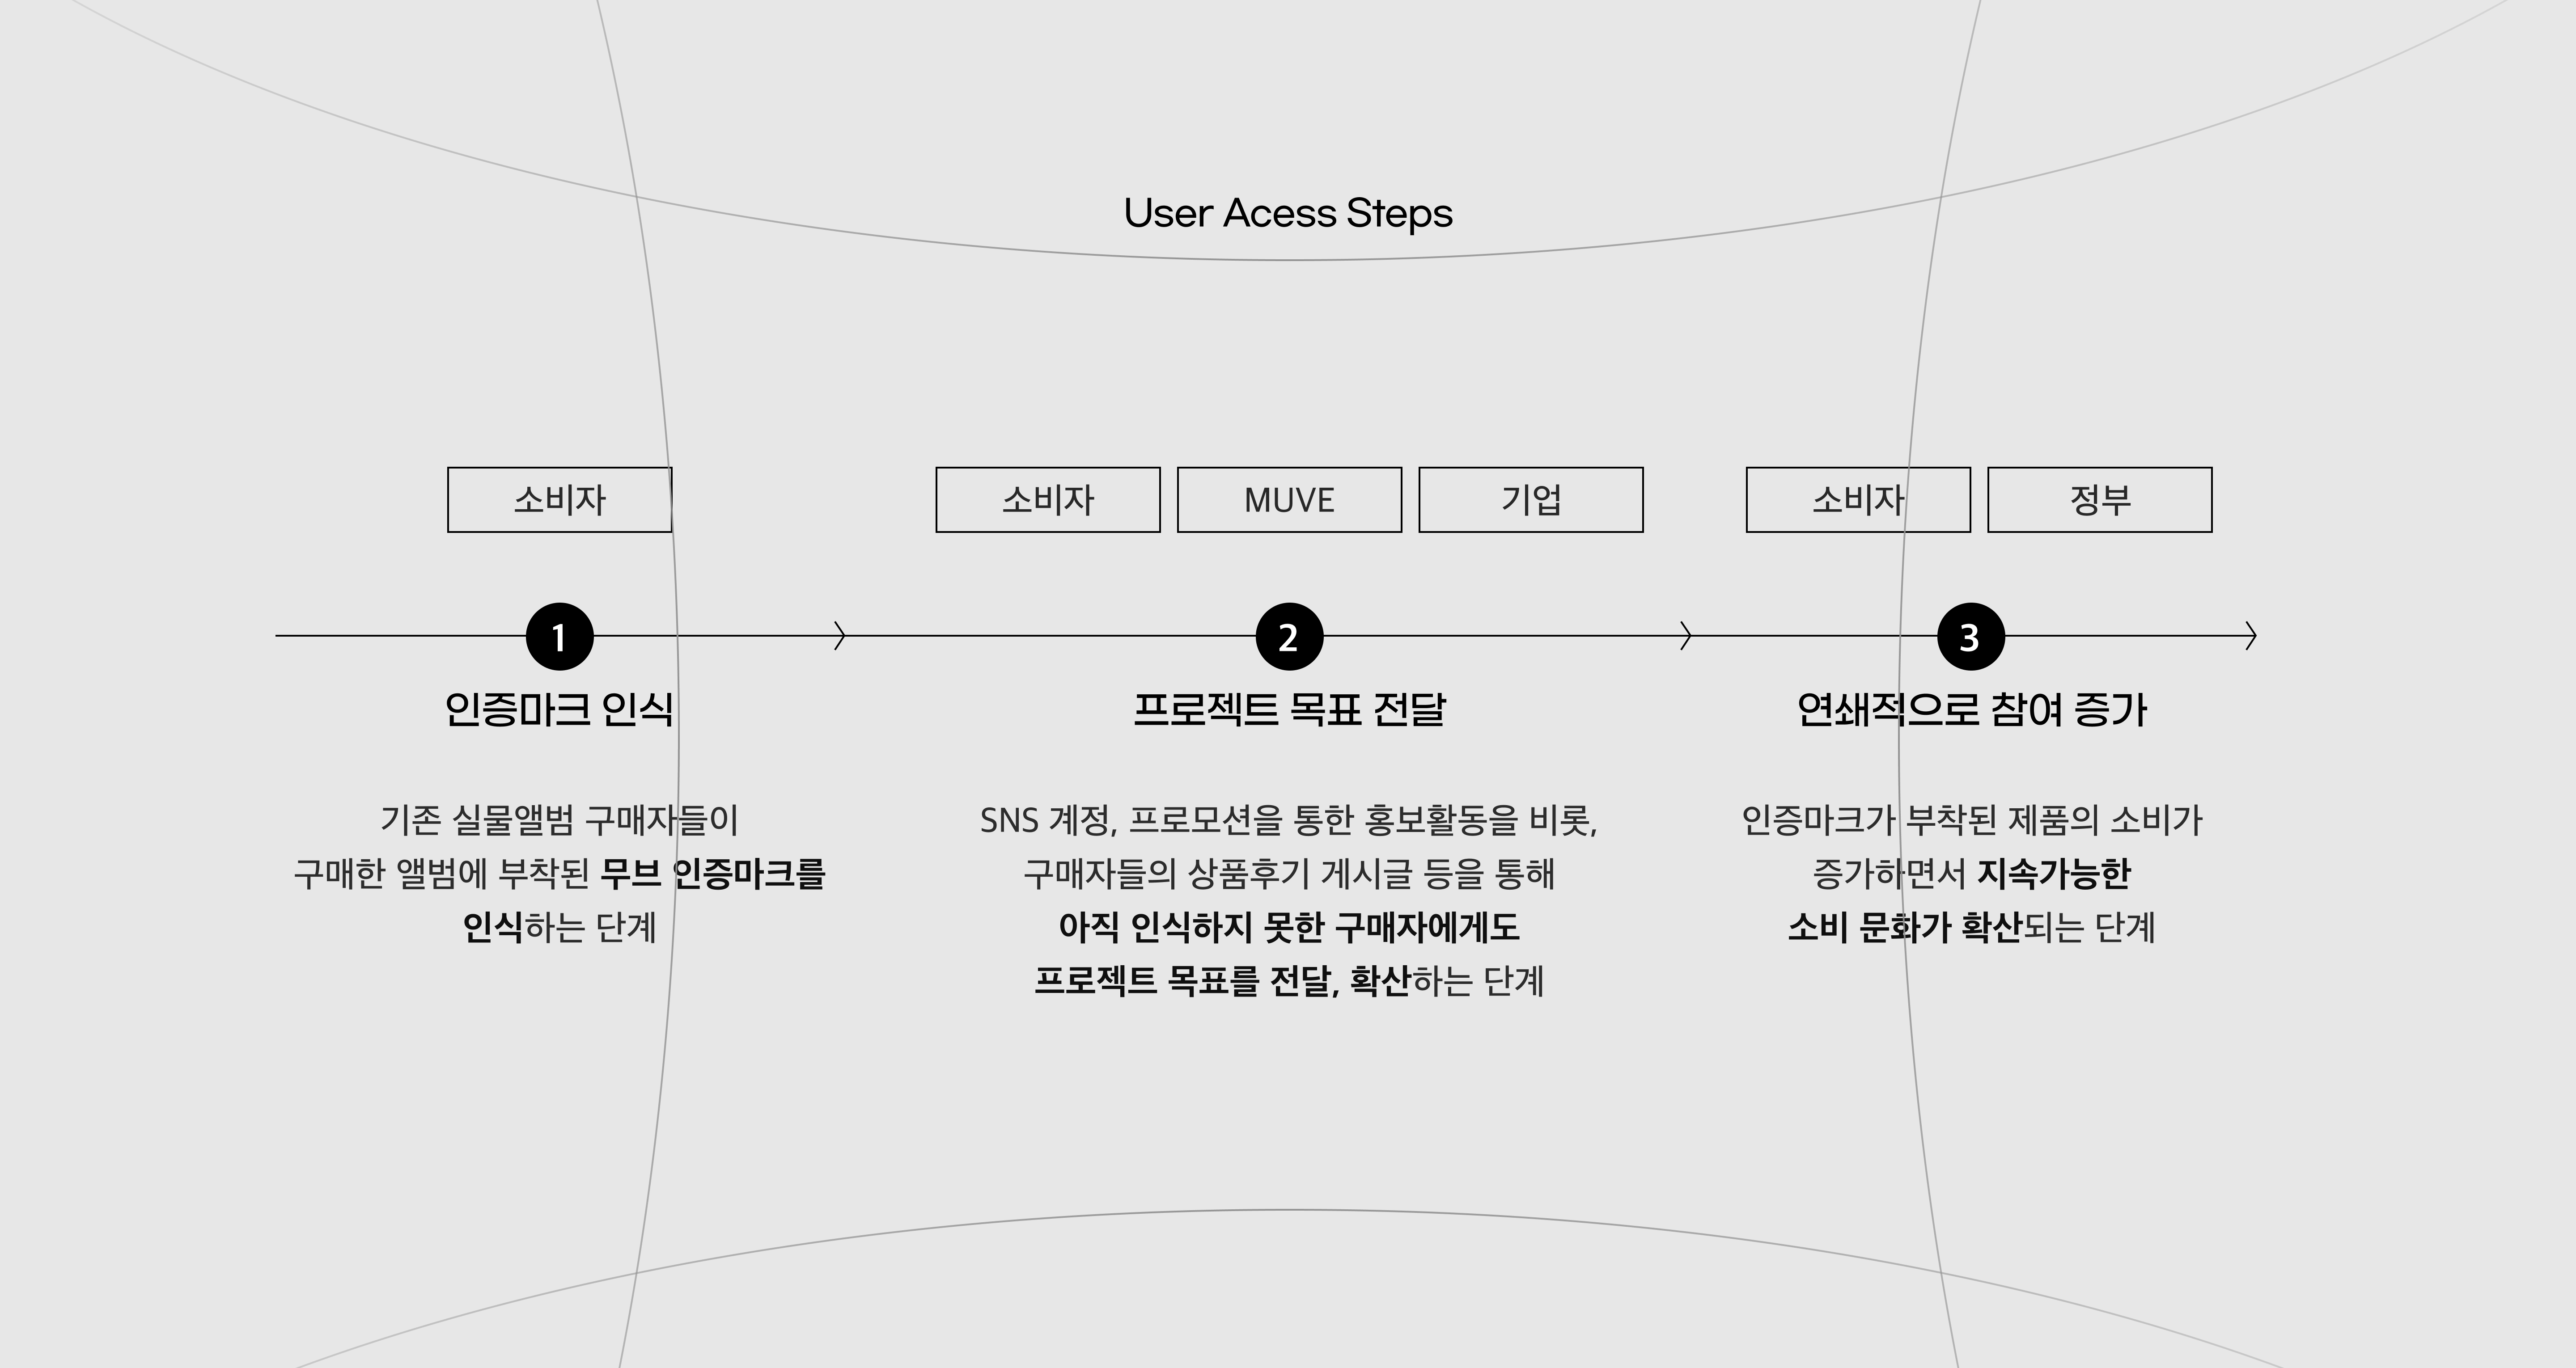 User Acess Steps
소비자
소비자
MUVE
기업
소비자
정부
1
2
3
인증마크 인식
프로젝트 목표 전달
연쇄적으로 참여 증가
기존 실물앨범 구매자들이
구매한 앨범에 부착된 무브 인증마크를
인식하는 단계
SNS 계정, 프로모션을 통한 홍보활동을 비롯,
구매자들의 상품후기 게시글 등을 통해
아직 인식하지 못한 구매자에게도
프로젝트 목표를 전달, 확산하는 단계
인증마크가 부착된 제품의 소비가
증가하면서 지속가능한
소비 문화가 확산되는 단계